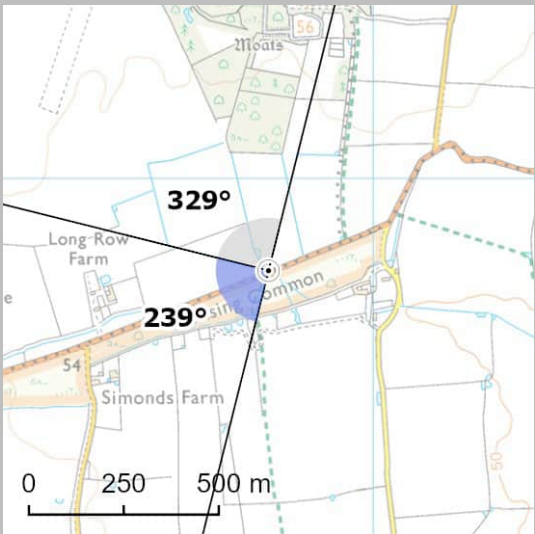 56
Moats
329°
Long Row
Farm
e
239°
sing Common
54
Simonds Farm
50
0 250 500 m